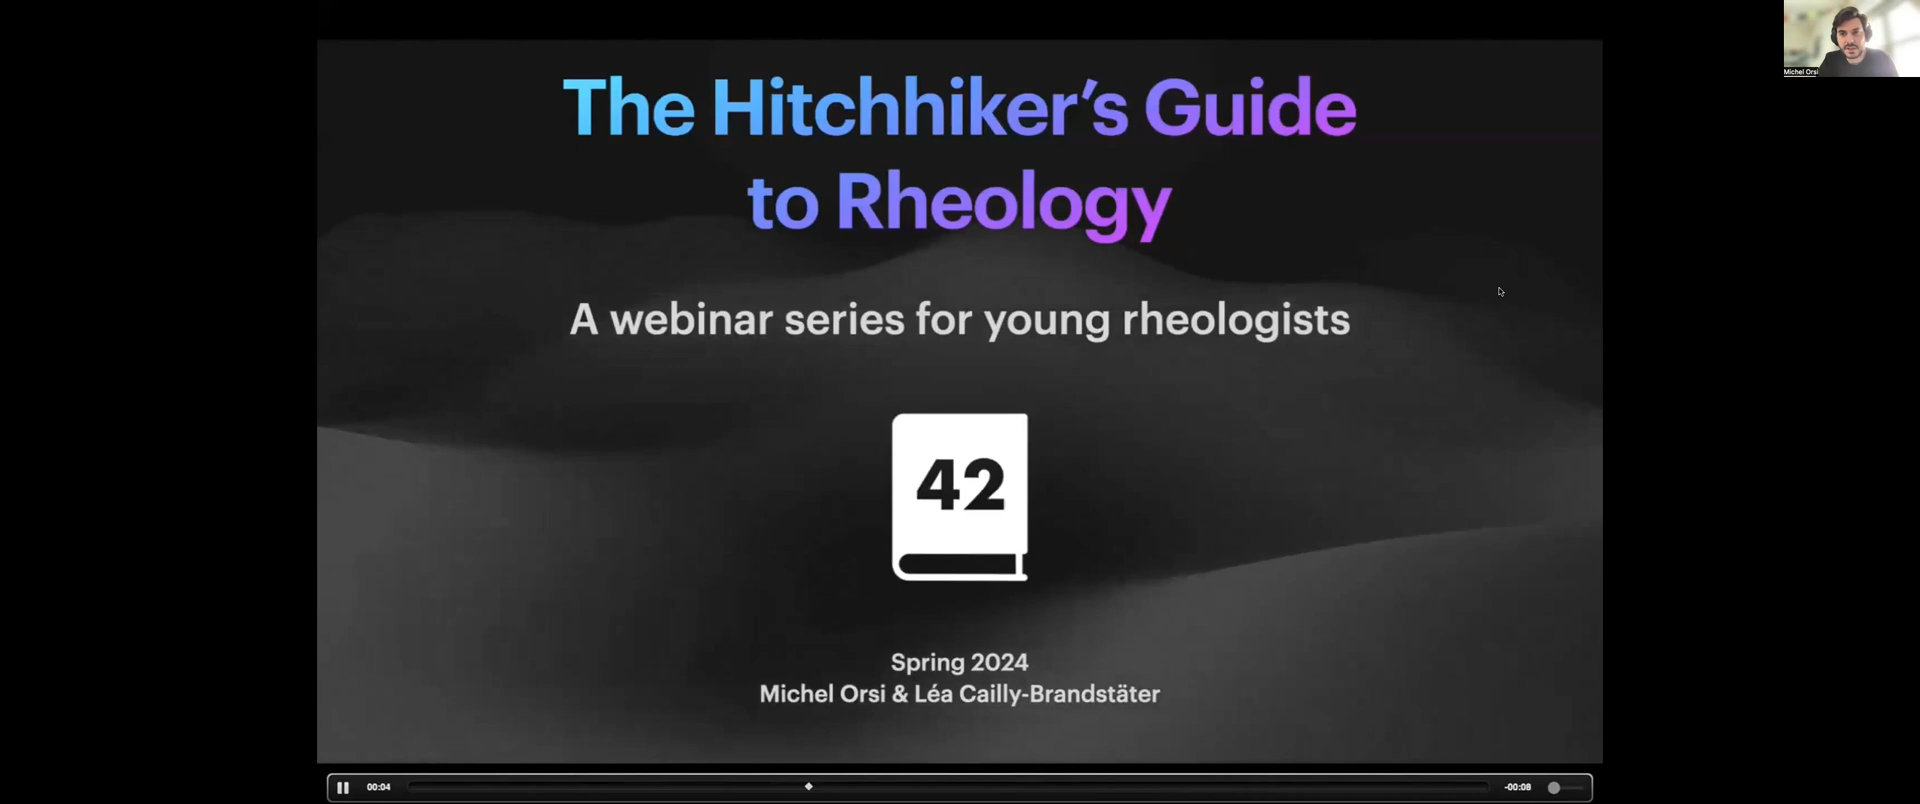 The Hitchhiker’s Guide
to Rheology
A webinar series for young rheologists
42
Spring 2024
Michel Orsi & Léa Cailly-Brandstäter
Michel Orsi
00:04
-00:08